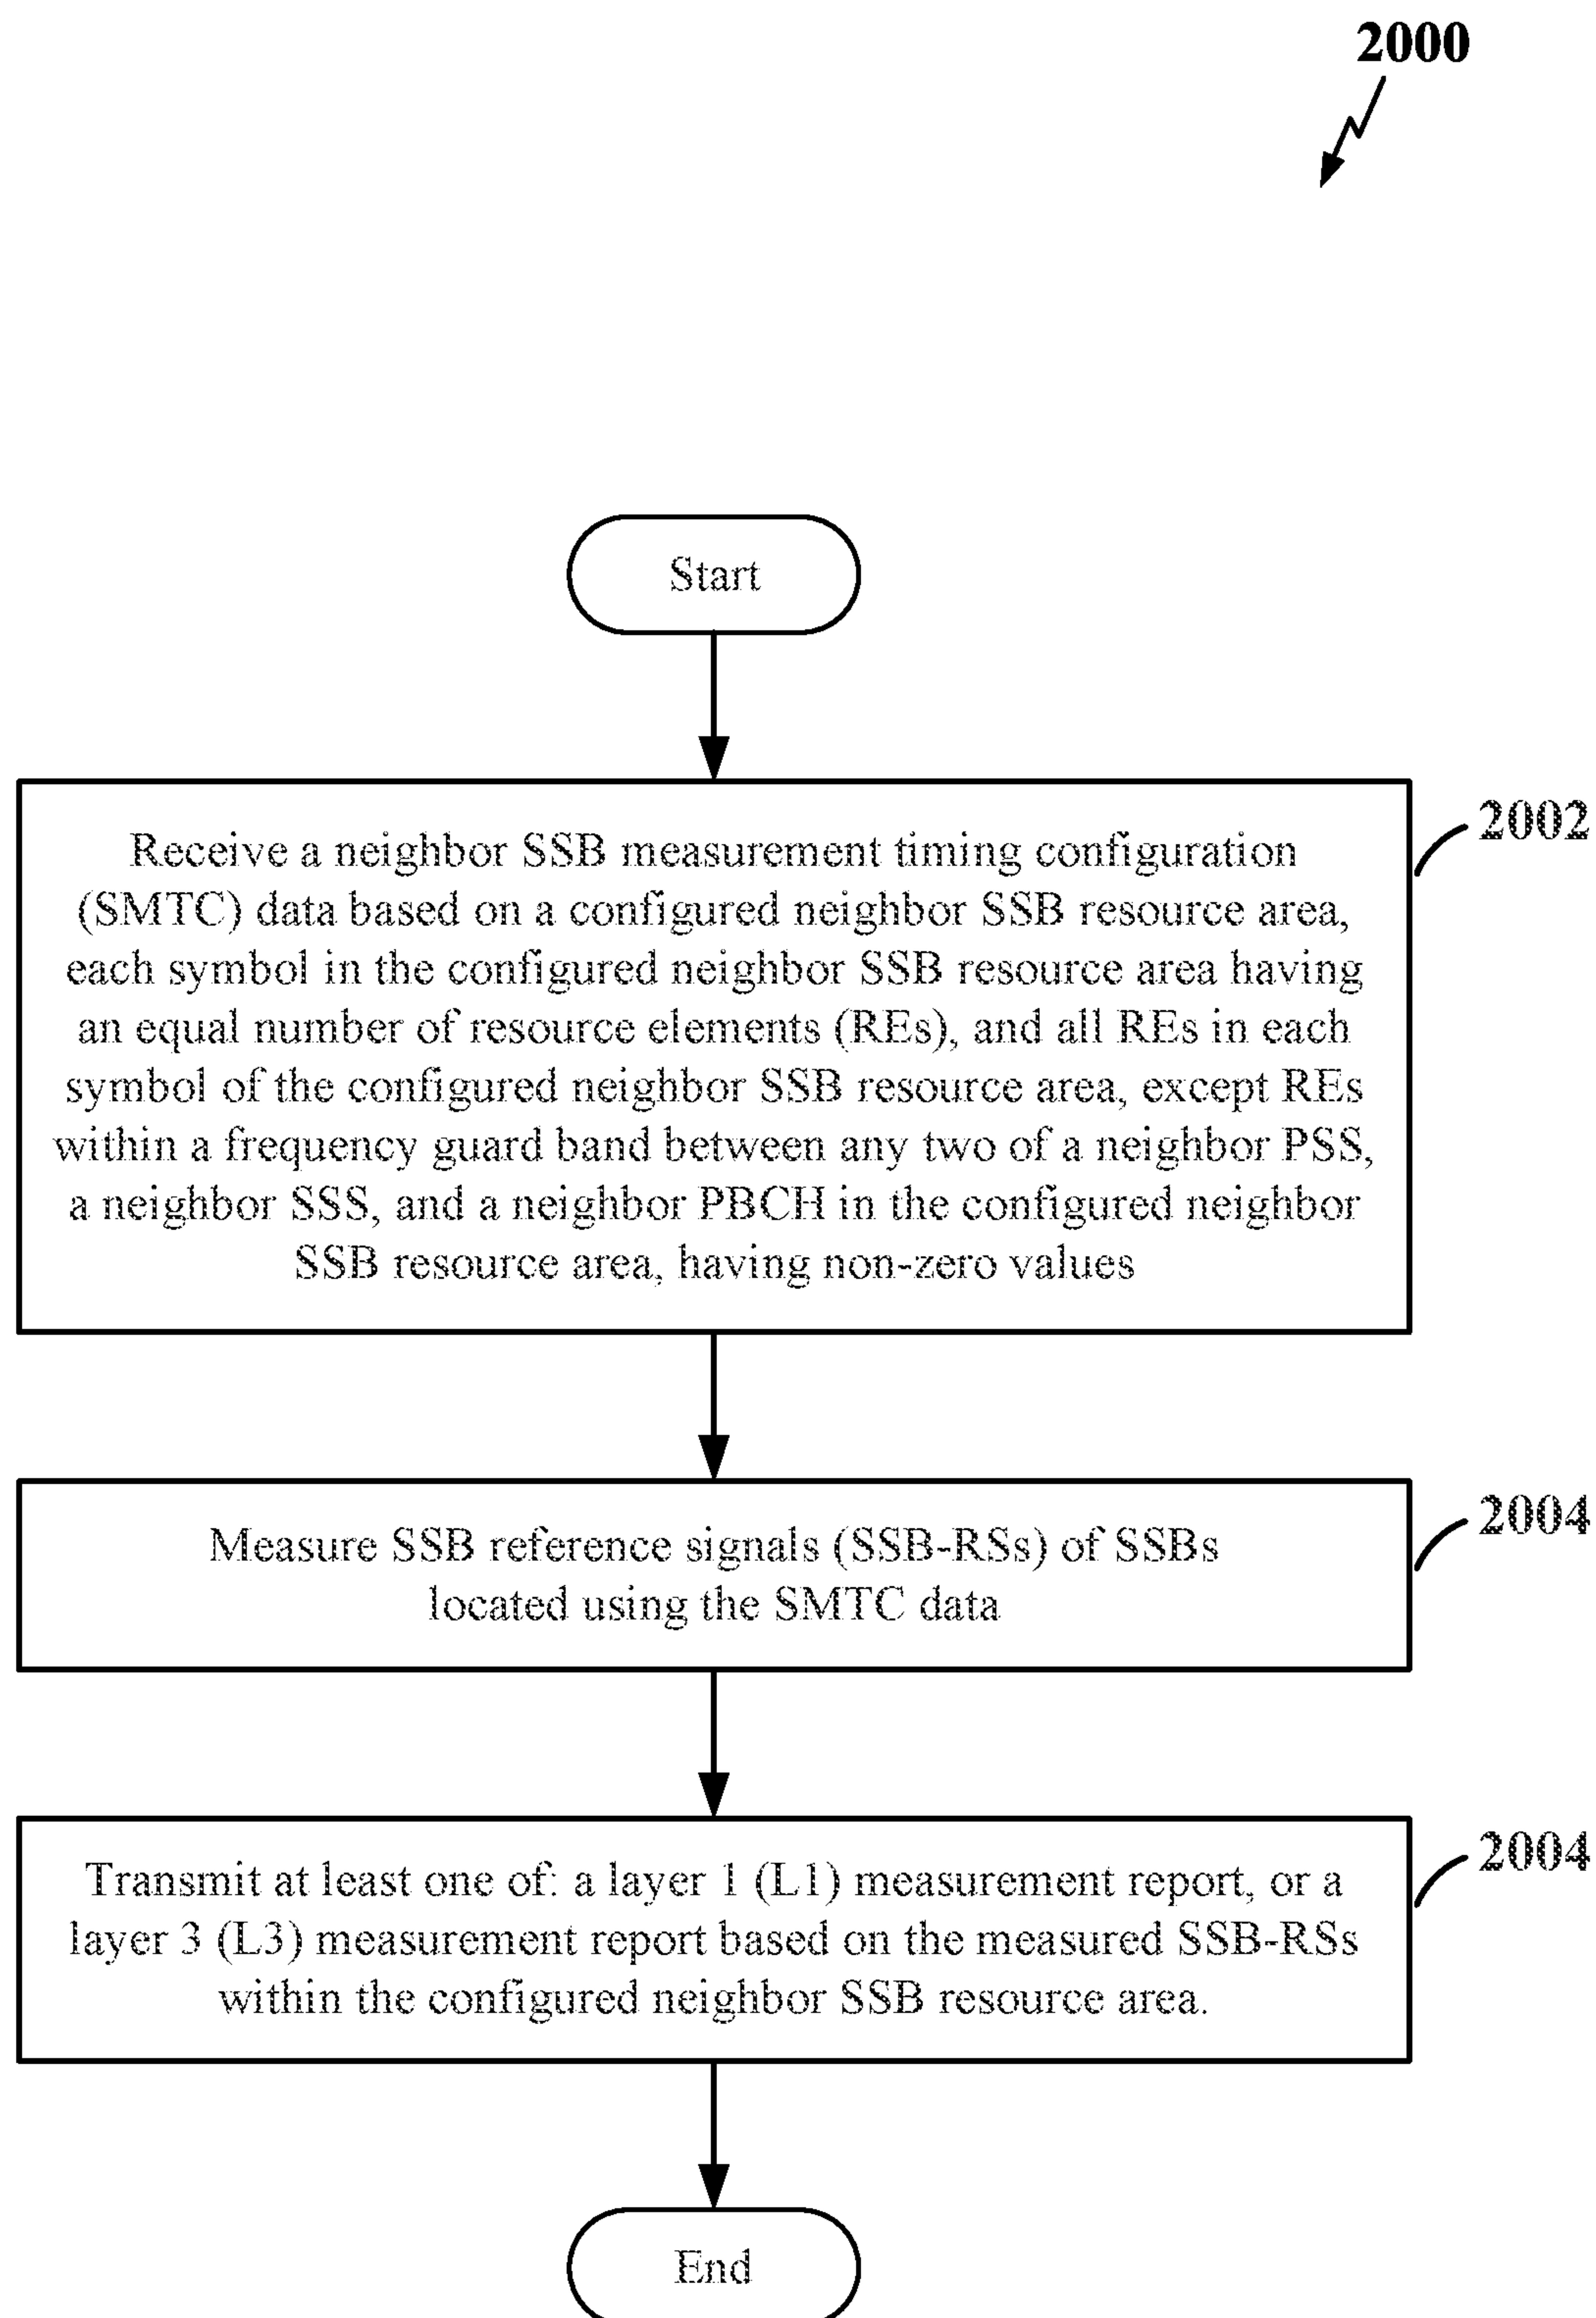 2000
Start
Receive a neighbor SSB measurement timing configuration
(SMTC) data based on a configured neighbor SSB resource area,
each symbol in the configured neighbor SSB resource area having
an equal number of resource elements (REs), and all REs in each
symbol of the configured neighbor SSB resource area, except REs
within a frequency guard band between any two of a neighbor PSS,
a neighbor SSS, and a neighbor PBCH in the configured neighbor
SSB resource area, having non-zero values
2002
Measure SSB reference signals (SSB-RSs) of SSBs
located using the SMTC data
2004
Transmit at least one of: a layer 1 (L1) measurement report, or a
layer 3 (L3) measurement report based on the measured SSB-RSs
within the configured neighbor SSB resource area.
2004
End